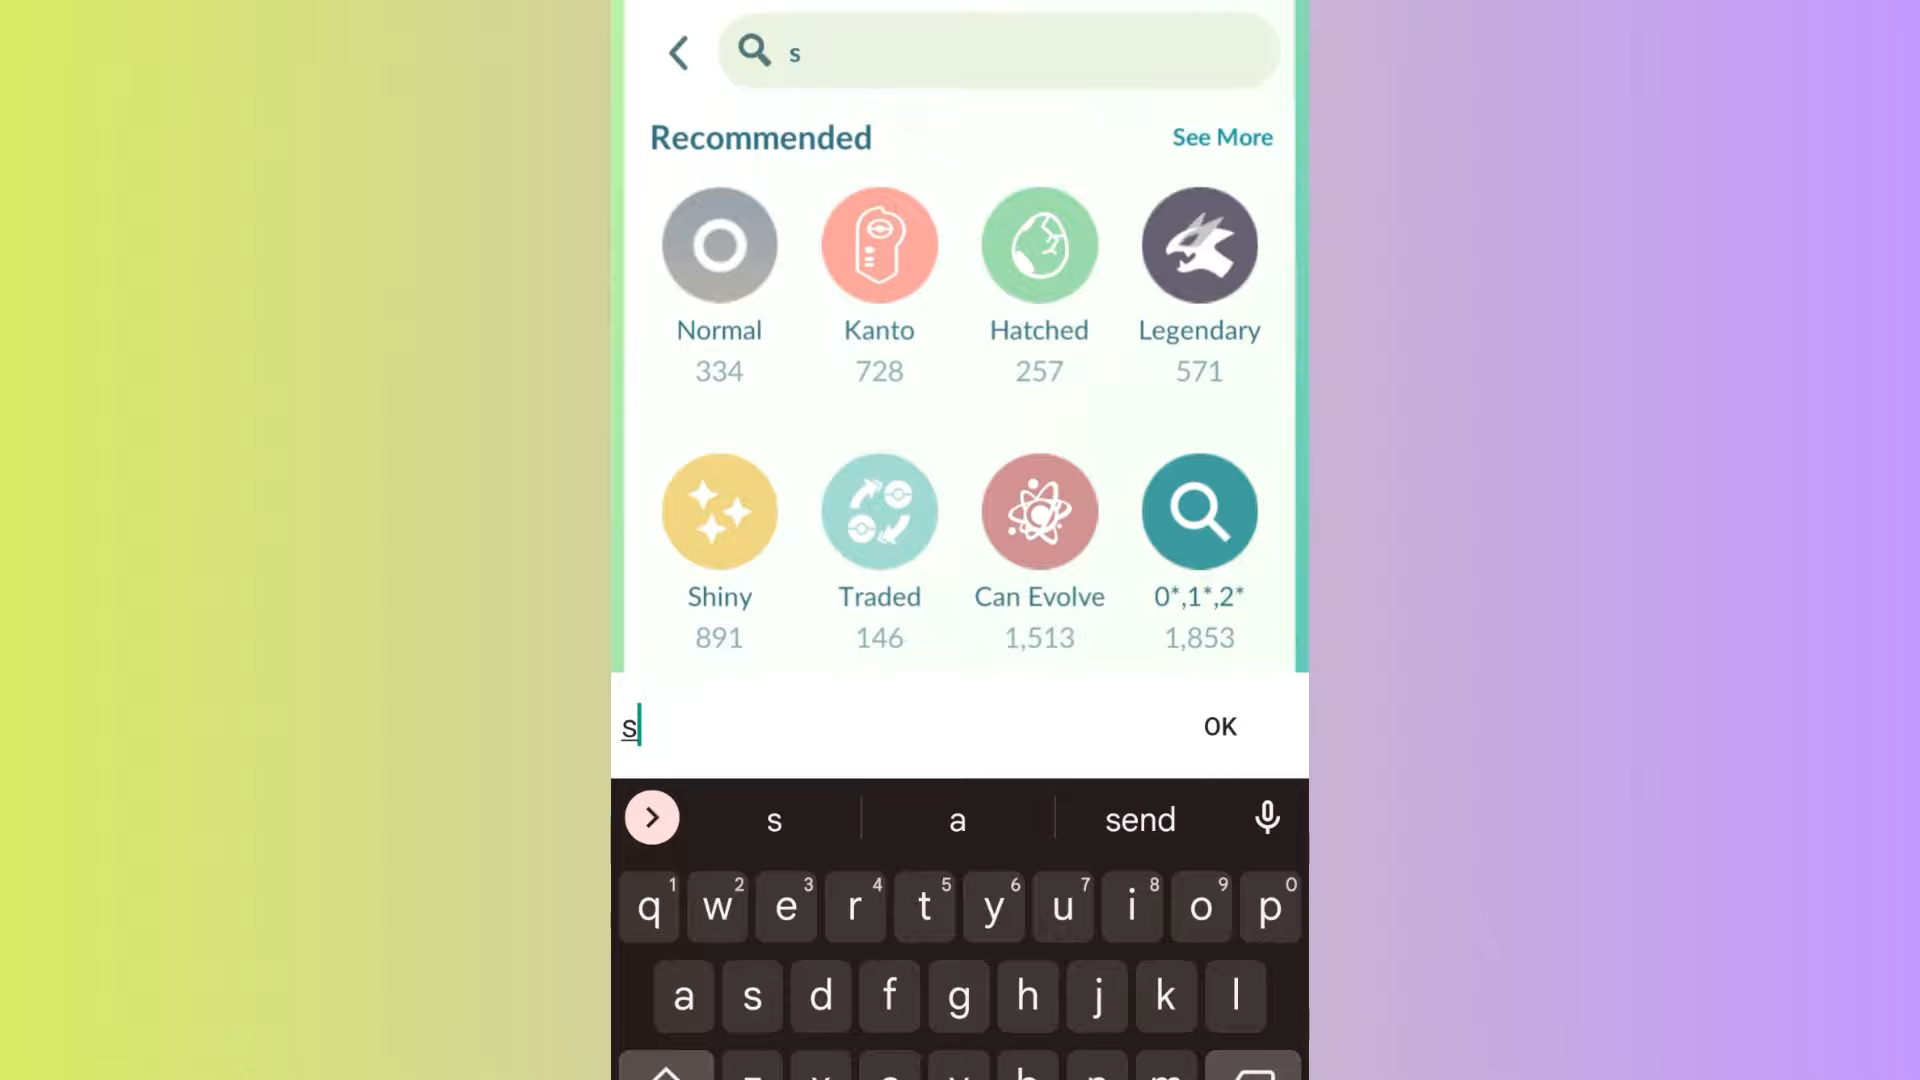 s
Recommended See More
Normal Kanto Hatched Legendary
334 728 257 571
Shiny Traded Can Evolve 0*,1*,2*
891 146 1,513 1,853
s OK
s a send
1 2 3 4 5 6 7 8 9 0
q w e r t y u i o p
a s d f g h j k l